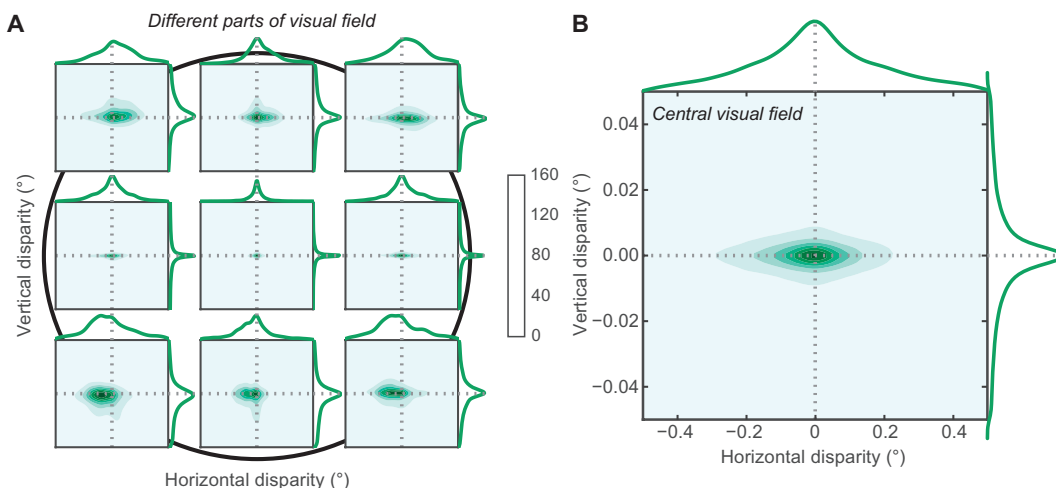 A
Different parts of visual field
Vertical disparity (°)
Horizontal disparity (°)
160
120
80
40
0
B
Central visual field
Vertical disparity (°)
0.04
0.02
0.00
−0.02
−0.04
−0.4
−0.2
0
0.2
0.4
Horizontal disparity (°)